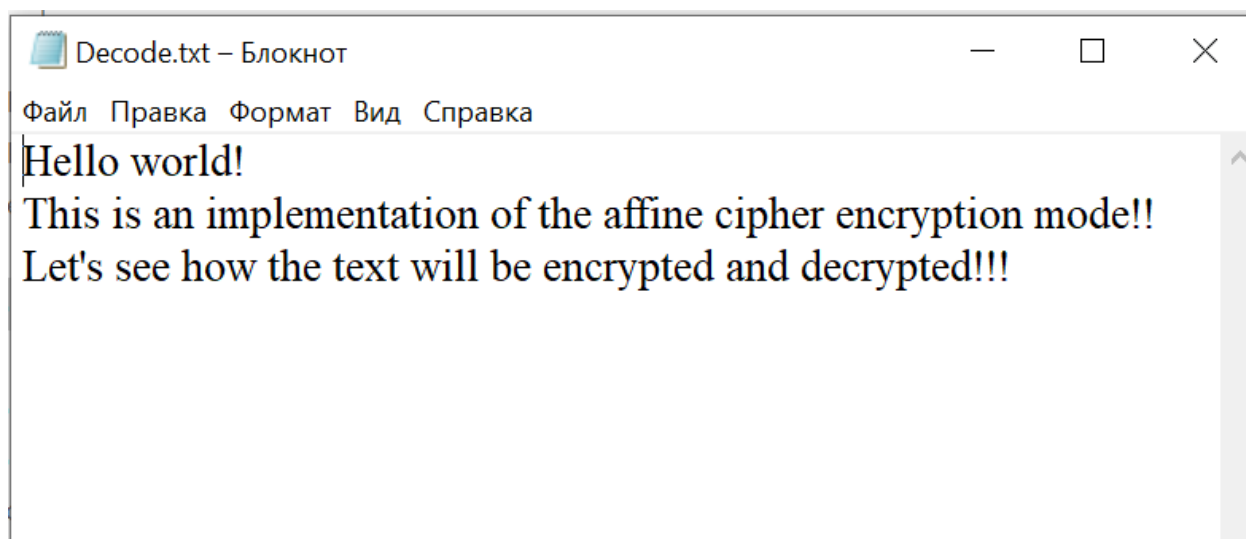 Decode.txt – Блокнот
Файл Правка Формат Вид Справка
Hello world!
This is an implementation of the affine cipher encryption mode!!
Let's see how the text will be encrypted and decrypted!!!